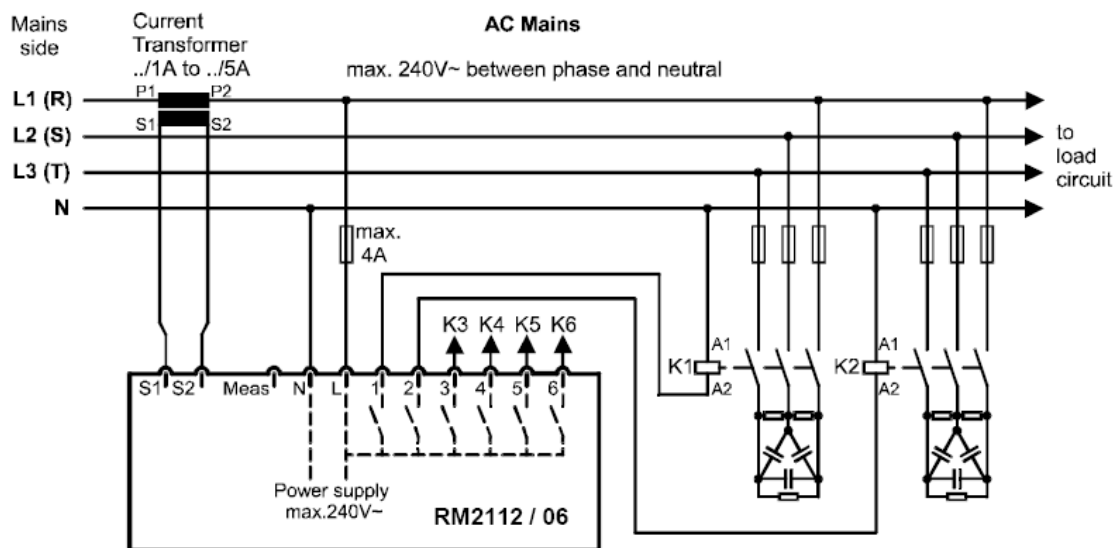 Mains
side
Current
Transformer
../1A to ../5A
AC Mains
max. 240V~ between phase and neutral
P1
P2
L1 (R)
S1
S2
L2 (S)
L3 (T)
N
to
load
circuit
max.
4A
K3 K4 K5 K6
K1
A1
A2
K2
A1
A2
S1 S2 Meas N L 1 2 3 4 5 6
Power supply
max.240V~
RM2112 / 06